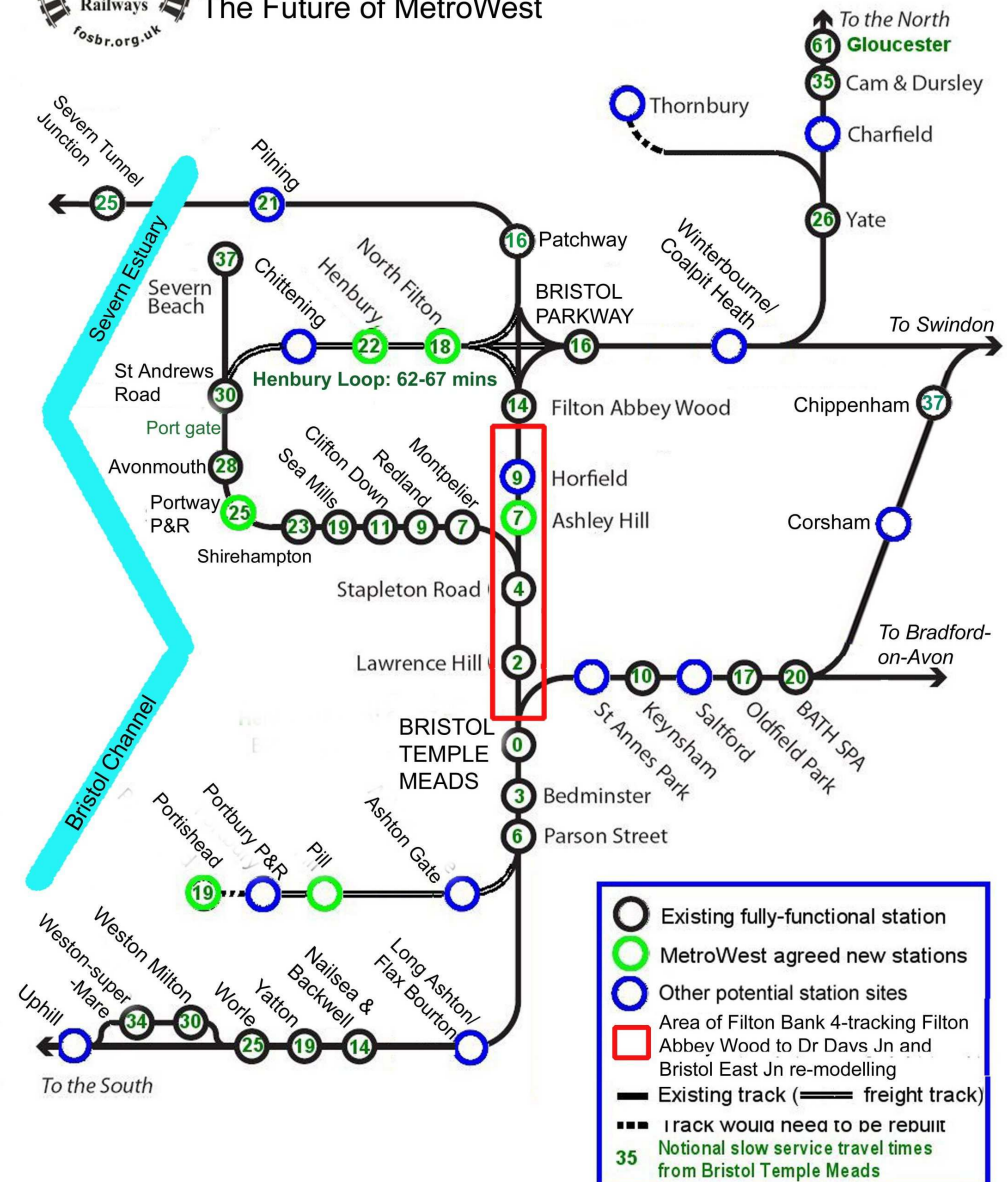 Railways
fosbr.org.uk
The Future of MetroWest
To the North
61 Gloucester
35 Cam & Dursley
Thornbury
Charfield
Severn Tunnel
Junction
25
Pilning
21
26 Yate
16 Patchway
Winterbourne/
Coalpit Heath
37
Severn
Beach
Severn Estuary
Chittening
Henbury
22
North Filton
18
BRISTOL
PARKWAY
16
To Swindon
Henbury Loop: 62-67 mins
St Andrews
Road
30
14 Filton Abbey Wood
Chippenham 37
Port gate
Avonmouth 28
Portway
P&R
25
Shirehampton
23
Sea Mills
19
Clifton Down
11
Redland
9
Montpelier
7
9 Horfield
7 Ashley Hill
Corsham
Stapleton Road 4
Lawrence Hill 2
To Bradford-
on-Avon
St Annes Park
10
Keynsham
Saltford
17
Oldfield Park
20
BATH SPA
BRISTOL
TEMPLE
MEADS
0
Bristol Channel
3 Bedminster
6 Parson Street
Portishead
19
Portbury P&R
Pill
Ashton Gate
Uphill
Weston-super
-Mare
34
Weston Milton
30
Worle
25
Yatton
19
Nailsea &
Backwell
14
Long Ashton/
Flax Bourton
To the South
Existing fully-functional station
MetroWest agreed new stations
Other potential station sites
Area of Filton Bank 4-tracking Filton
Abbey Wood to Dr Days Jn and
Bristol East Jn re-modelling
Existing track ( freight track)
Track would need to be rebuilt
35 Notional slow service travel times
from Bristol Temple Meads